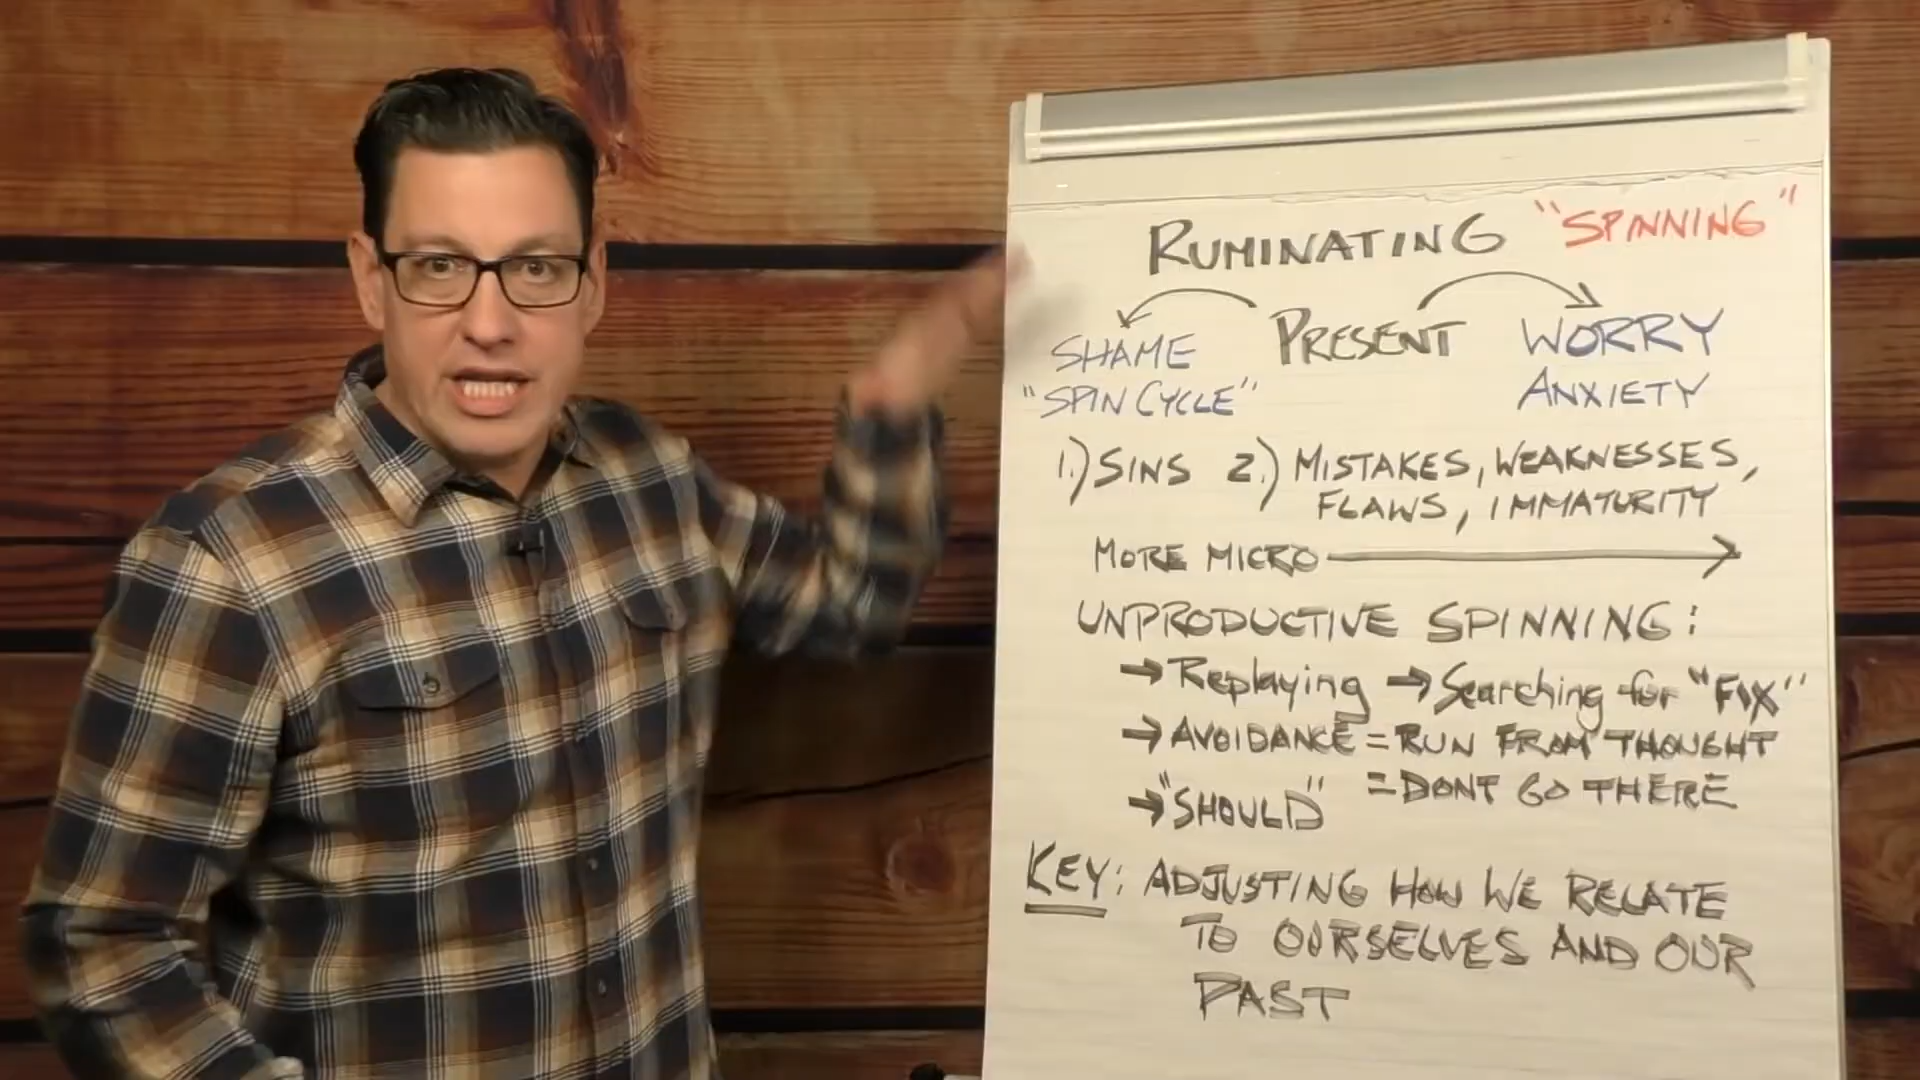 RUMINATING "SPINNING"
SHAME PRESENT WORRY
"SPIN CYCLE" ANXIETY
1.) SINS 2.) MISTAKES, WEAKNESSES,
FLAWS, IMMATURITY
MORE MICRO
UNPRODUCTIVE SPINNING:
→ Replaying → Searching for "FIX"
→ AVOIDANCE = RUN FROM THOUGHT
= DONT GO THERE
→ "SHOULD"
KEY: ADJUSTING HOW WE RELATE
TO OURSELVES AND OUR
PAST